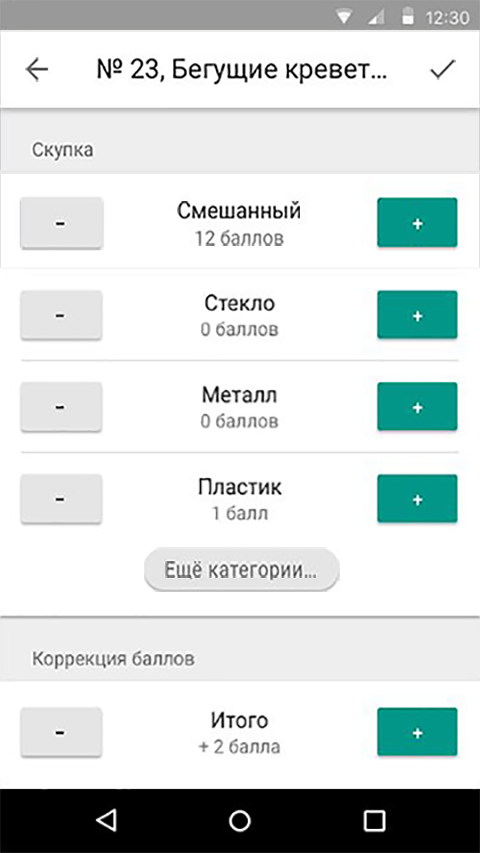 12:30
№ 23, Бегущие кревет...
Скупка
- Смешанный +
12 баллов
- Стекло +
0 баллов
- Металл +
0 баллов
- Пластик +
1 балл
Ещё категории...
Коррекция баллов
- Итого +
+ 2 балла